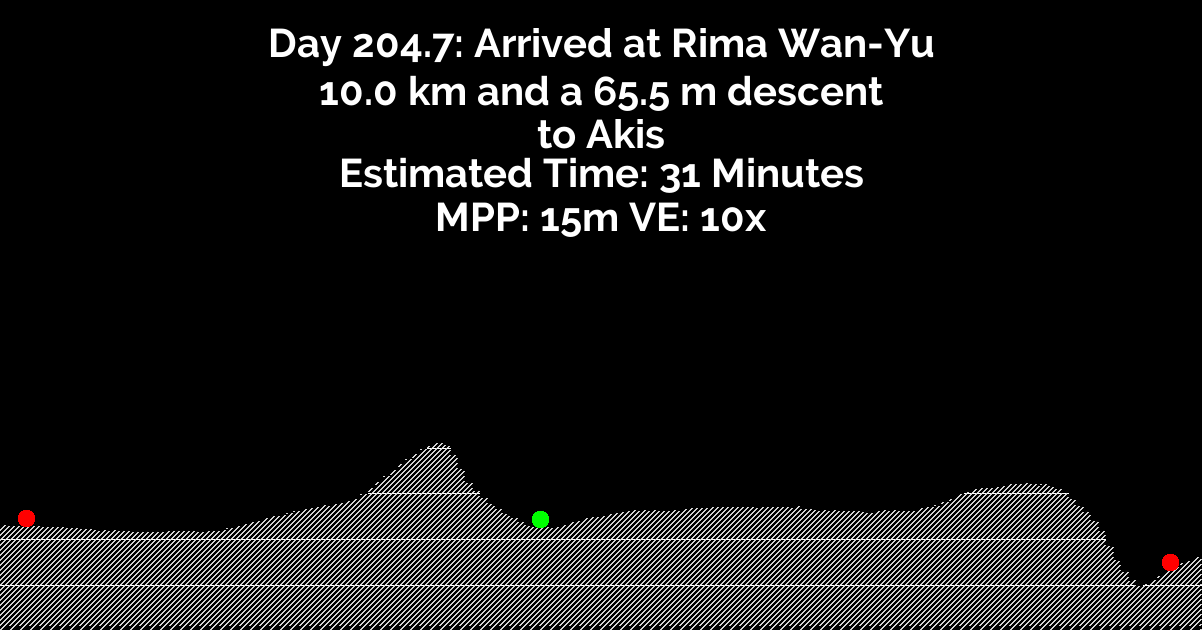 Day 204.7: Arrived at Rima Wan-Yu
10.0 km and a 65.5 m descent
to Akis
Estimated Time: 31 Minutes
MPP: 15m VE: 10x